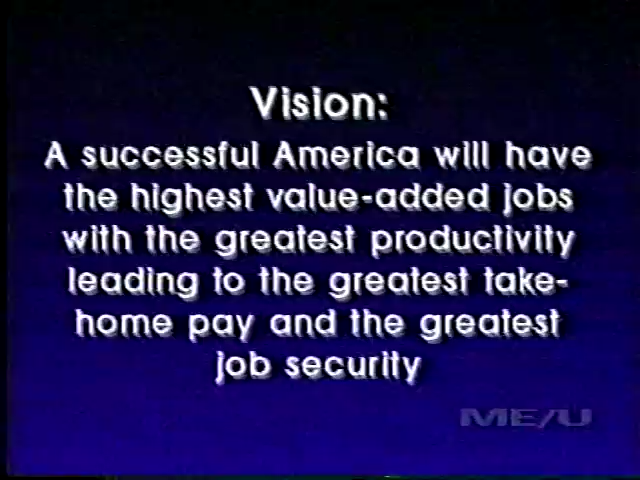 Vision:
A successful America will have
the highest value-added jobs
with the greatest productivity
leading to the greatest take-
home pay and the greatest
job security
ME/U